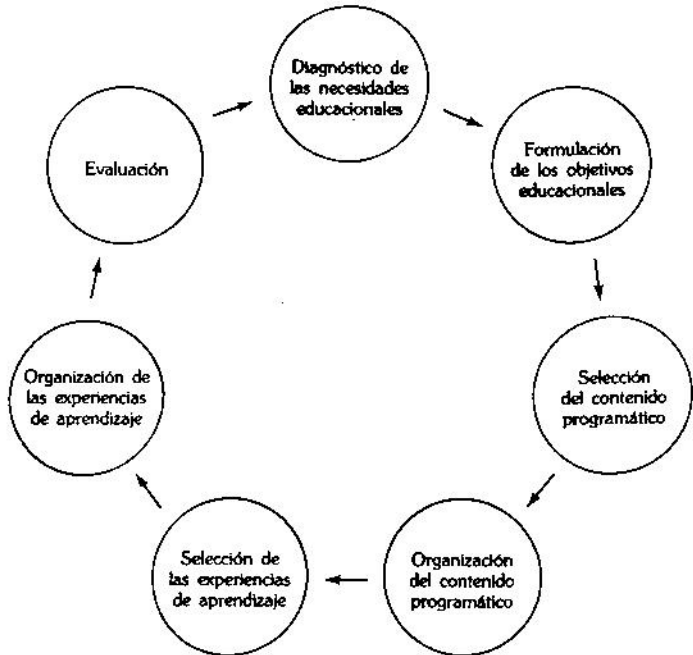 Diagnóstico de
las necesidades
educacionales
Formulación
de los objetivos
educacionales
Selección
del contenido
programático
Organización
del contenido
programático
Selección de
las experiencias
de aprendizaje
Organización de
las experiencias
de aprendizaje
Evaluación